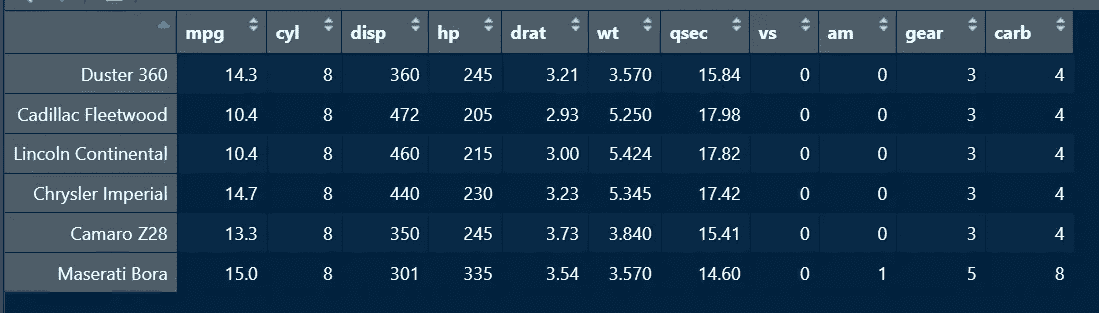 mpg cyl disp hp drat wt qsec vs am gear carb
Duster 360 14.3 8 360 245 3.21 3.570 15.84 0 0 3 4
Cadillac Fleetwood 10.4 8 472 205 2.93 5.250 17.98 0 0 3 4
Lincoln Continental 10.4 8 460 215 3.00 5.424 17.82 0 0 3 4
Chrysler Imperial 14.7 8 440 230 3.23 5.345 17.42 0 0 3 4
Camaro Z28 13.3 8 350 245 3.73 3.840 15.41 0 0 3 4
Maserati Bora 15.0 8 301 335 3.54 3.570 14.60 0 1 5 8